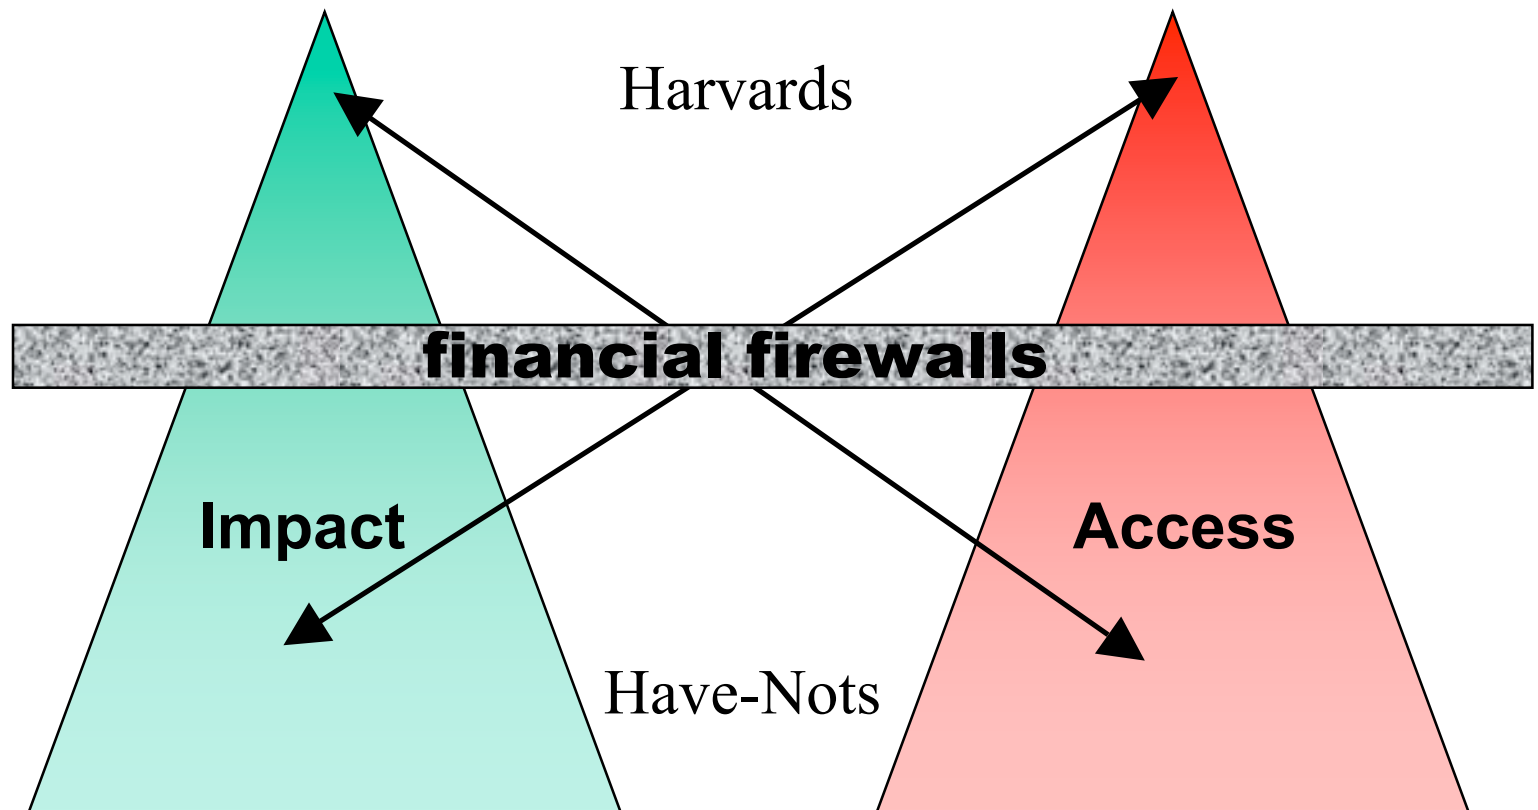 Harvards
financial firewalls
Impact
Access
Have-Nots